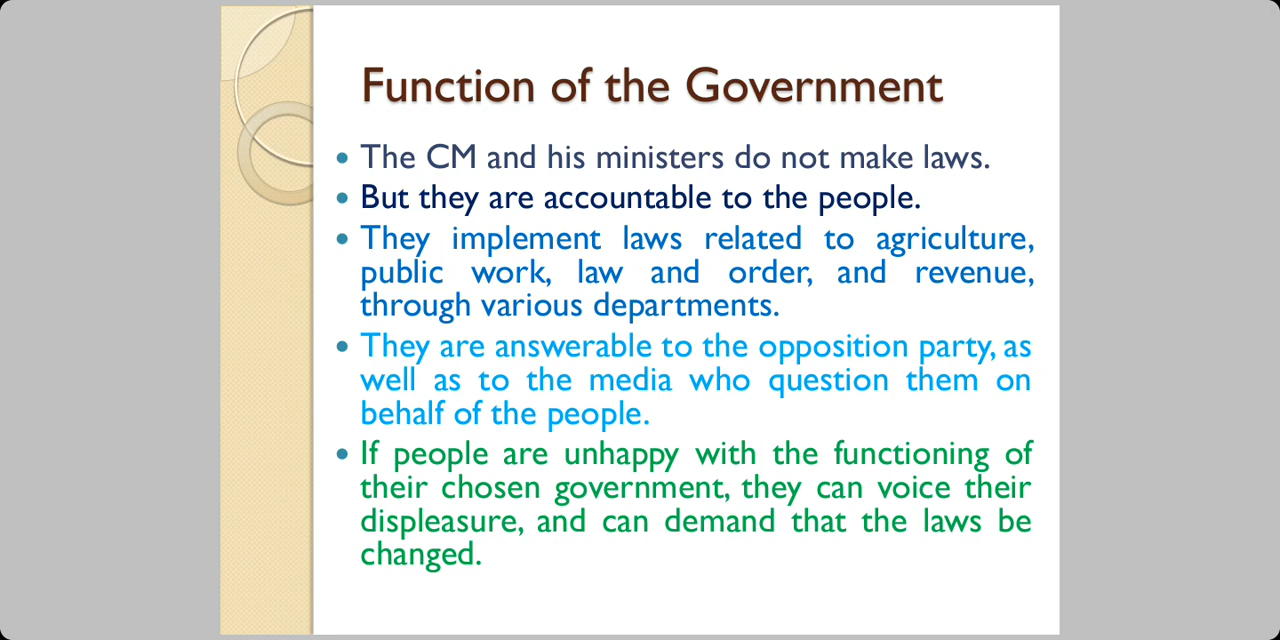 Function of the Government
• The CM and his ministers do not make laws.
• But they are accountable to the people.
• They implement laws related to agriculture,
public work, law and order, and revenue,
through various departments.
• They are answerable to the opposition party, as
well as to the media who question them on
behalf of the people.
• If people are unhappy with the functioning of
their chosen government, they can voice their
displeasure, and can demand that the laws be
changed.